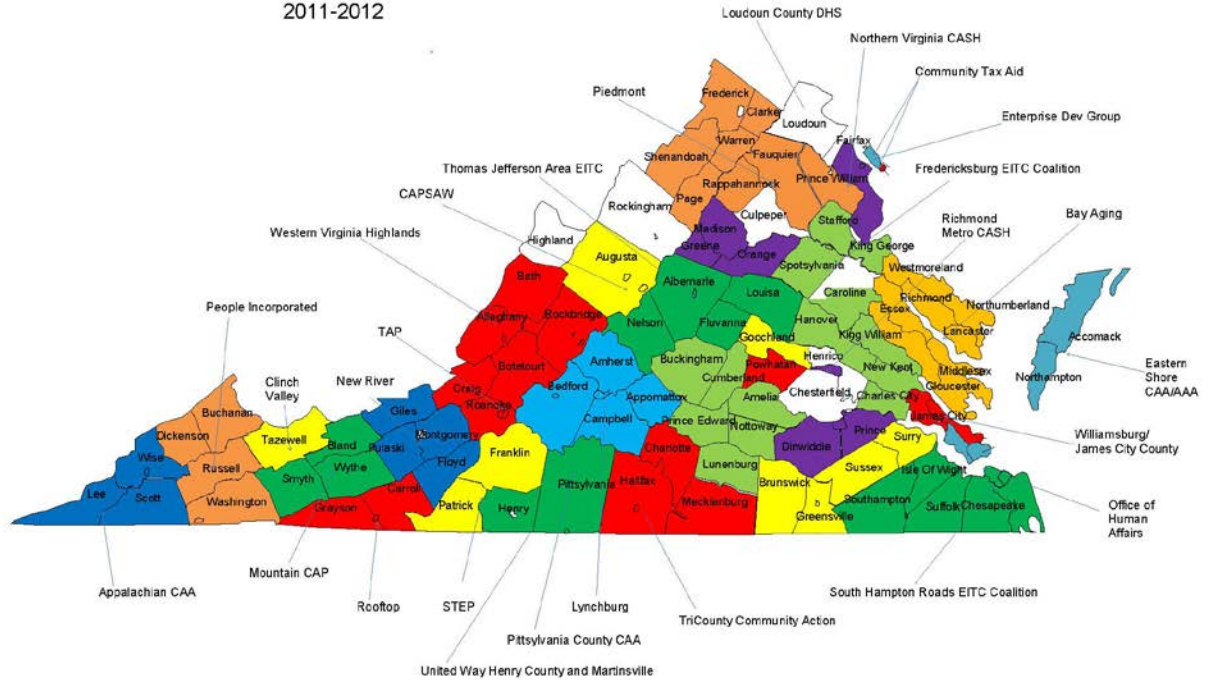 2011-2012
Loudoun County DHS
Northern Virginia CASH
Community Tax Aid
Piedmont
Enterprise Dev Group
Thomas Jefferson Area EITC
Fredericksburg EITC Coalition
CAPSAW
Richmond
Metro CASH
Bay Aging
Western Virginia Highlands
People Incorporated
TAP
Clinch
Valley
New River
Eastern
Shore
CAA/AAA
Williamsburg/
James City County
Office of
Human
Affairs
Appalachian CAA
Mountain CAP
Rooftop
STEP
Lynchburg
South Hampton Roads EITC Coalition
TriCounty Community Action
Pittsylvania County CAA
United Way Henry County and Martinsville
Frederick
Clarke
Loudoun
Warren
Fairfax
Shenandoah
Fauquier
Prince William
Rappahannock
Page
Rockingham
Culpeper
Stafford
Madison
Highland
Greene
Orange
King George
Augusta
Spotsylvania
Westmoreland
Bath
Albemarle
Louisa
Caroline
Richmond
Northumberland
Essex
Alleghany
Rockbridge
Nelson
Fluvanna
Hanover
King William
Lancaster
Accomack
Goochland
Amherst
Buckingham
Henrico
Botetourt
Powhatan
New Kent
Middlesex
Northampton
Craig
Bedford
Cumberland
Gloucester
Roanoke
Appomattox
Amelia
Chesterfield
Charles City
Buchanan
Giles
Campbell
Prince Edward
James City
Dickenson
Tazewell
Bland
Pulaski
Montgomery
Nottoway
Prince
Wise
Franklin
Charlotte
Dinwiddie
Surry
Russell
Wythe
Floyd
Lunenburg
Sussex
Isle Of Wight
Lee
Scott
Smyth
Pittsylvania
Halifax
Brunswick
Washington
Carroll
Patrick
Henry
Mecklenburg
Southampton
Grayson
Greensville
Suffolk
Chesapeake